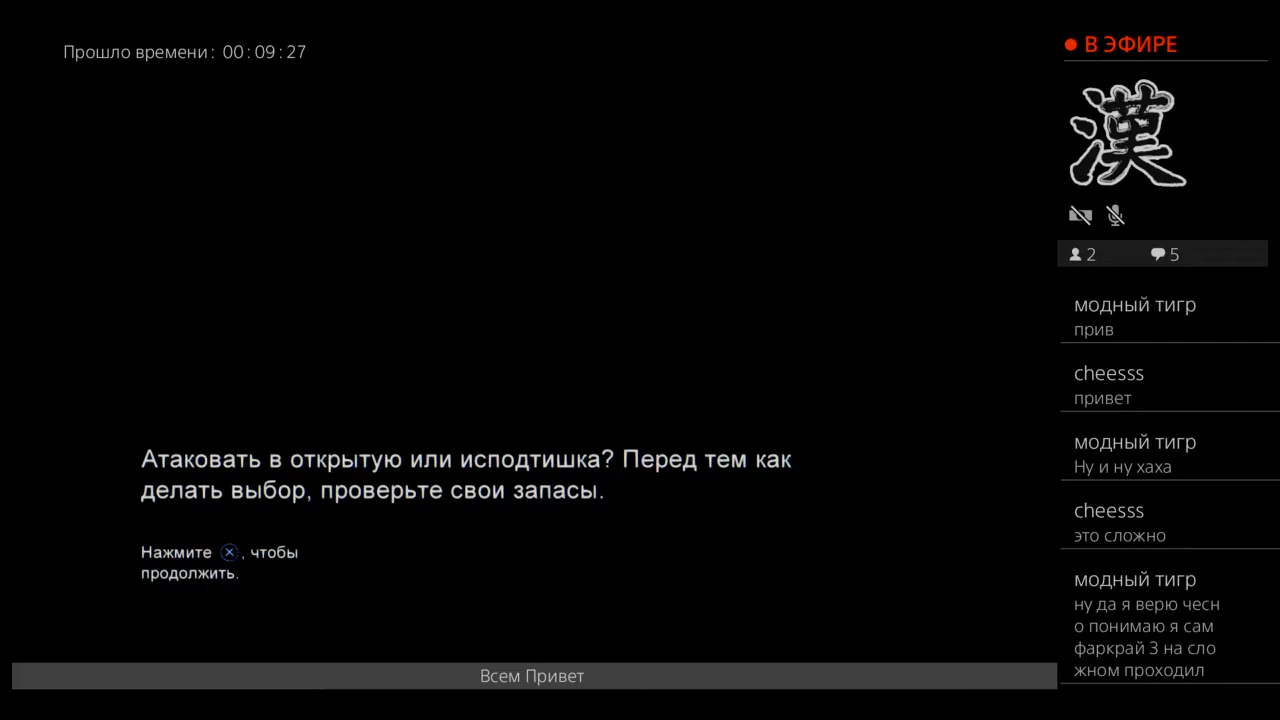 Прошло времени: 00:09:27
В ЭФИРЕ
漢
2
5
модный тигр
прив
cheesss
привет
модный тигр
Ну и ну хаха
cheesss
это сложно
модный тигр
ну да я верю чесн
о понимаю я сам
фаркрай 3 на сло
жном проходил
Атаковать в открытую или исподтишка? Перед тем как
делать выбор, проверьте свои запасы.
Нажмите ⊗, чтобы
продолжить.
Всем Привет